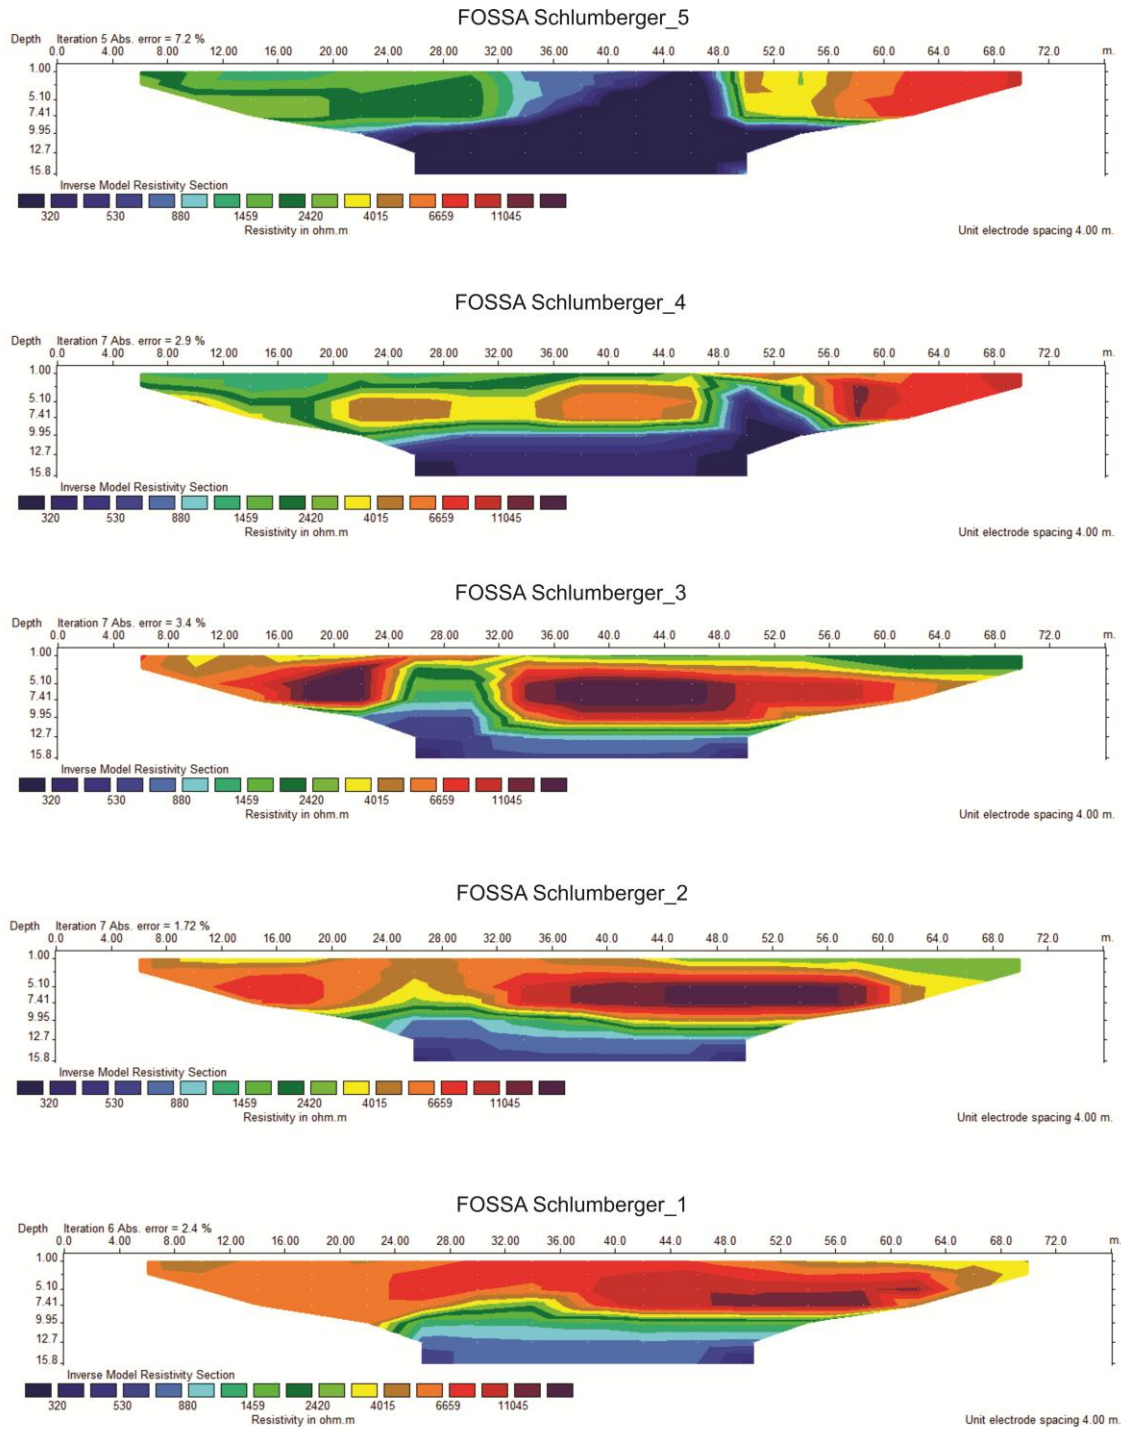 FOSSA Schlumberger_5
Depth Iteration 5 Abs. error = 7.2 %
0.0 4.00 8.00 12.00 16.00 20.00 24.00 28.00 32.00 36.00 40.0 44.0 48.0 52.0 56.0 60.0 64.0 68.0 72.0 m.
1.00
5.10
7.41
9.95
12.7
15.8
Inverse Model Resistivity Section
320 530 880 1459 2420 4015 6659 11045
Resistivity in ohm.m
Unit electrode spacing 4.00 m.
FOSSA Schlumberger_4
Depth Iteration 7 Abs. error = 2.9 %
0.0 4.00 8.00 12.00 16.00 20.00 24.00 28.00 32.00 36.00 40.0 44.0 48.0 52.0 56.0 60.0 64.0 68.0 72.0 m.
1.00
5.10
7.41
9.95
12.7
15.8
Inverse Model Resistivity Section
320 530 880 1459 2420 4015 6659 11045
Resistivity in ohm.m
Unit electrode spacing 4.00 m.
FOSSA Schlumberger_3
Depth Iteration 7 Abs. error = 3.4 %
0.0 4.00 8.00 12.00 16.00 20.00 24.00 28.00 32.00 36.00 40.0 44.0 48.0 52.0 56.0 60.0 64.0 68.0 72.0 m.
1.00
5.10
7.41
9.95
12.7
15.8
Inverse Model Resistivity Section
320 530 880 1459 2420 4015 6659 11045
Resistivity in ohm.m
Unit electrode spacing 4.00 m.
FOSSA Schlumberger_2
Depth Iteration 7 Abs. error = 1.72 %
0.0 4.00 8.00 12.00 16.00 20.00 24.00 28.00 32.00 36.00 40.0 44.0 48.0 52.0 56.0 60.0 64.0 68.0 72.0 m.
1.00
5.10
7.41
9.95
12.7
15.8
Inverse Model Resistivity Section
320 530 880 1459 2420 4015 6659 11045
Resistivity in ohm.m
Unit electrode spacing 4.00 m.
FOSSA Schlumberger_1
Depth Iteration 6 Abs. error = 2.4 %
0.0 4.00 8.00 12.00 16.00 20.00 24.00 28.00 32.00 36.00 40.0 44.0 48.0 52.0 56.0 60.0 64.0 68.0 72.0 m.
1.00
5.10
7.41
9.95
12.7
15.8
Inverse Model Resistivity Section
320 530 880 1459 2420 4015 6659 11045
Resistivity in ohm.m
Unit electrode spacing 4.00 m.